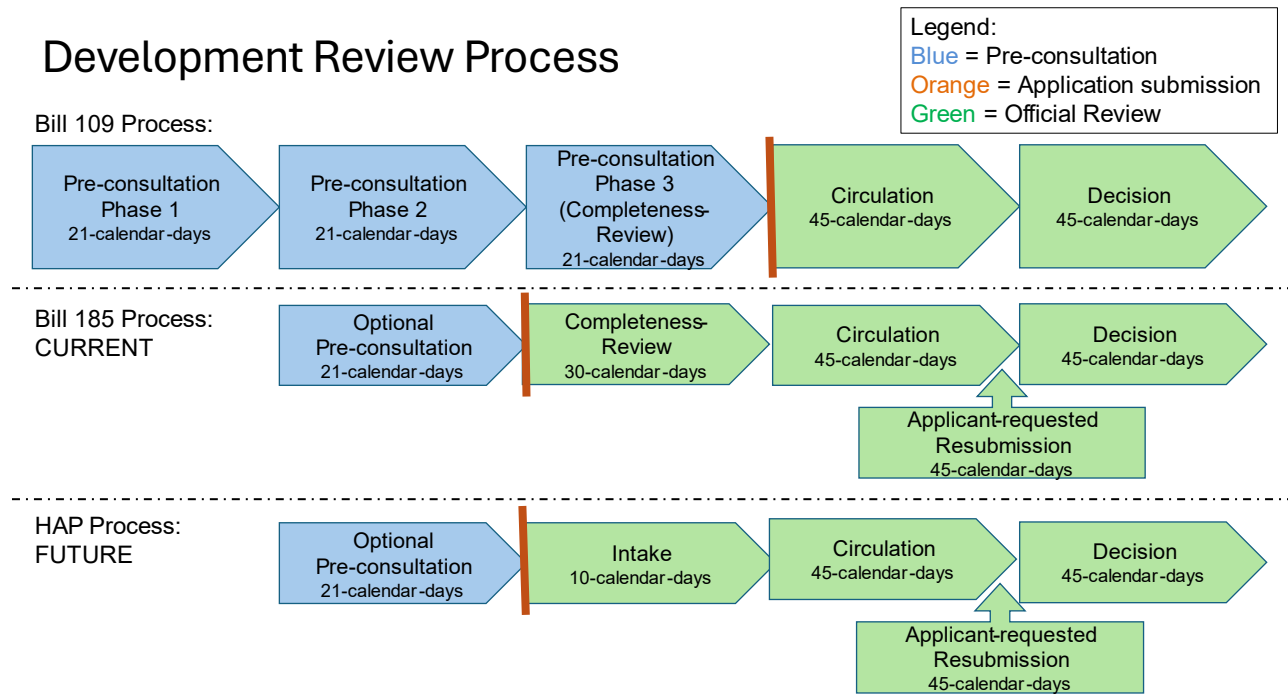 Development Review Process
Legend:
Blue = Pre-consultation
Orange = Application submission
Green = Official Review
Bill 109 Process:
Pre-consultation
Phase 1
21-calendar-days
Pre-consultation
Phase 2
21-calendar-days
Pre-consultation
Phase 3
(Completeness-
Review)
21-calendar-days
Circulation
45-calendar-days
Decision
45-calendar-days
Bill 185 Process:
CURRENT
Optional
Pre-consultation
21-calendar-days
Completeness-
Review
30-calendar-days
Circulation
45-calendar-days
Decision
45-calendar-days
Applicant-requested
Resubmission
45-calendar-days
HAP Process:
FUTURE
Optional
Pre-consultation
21-calendar-days
Intake
10-calendar-days
Circulation
45-calendar-days
Decision
45-calendar-days
Applicant-requested
Resubmission
45-calendar-days